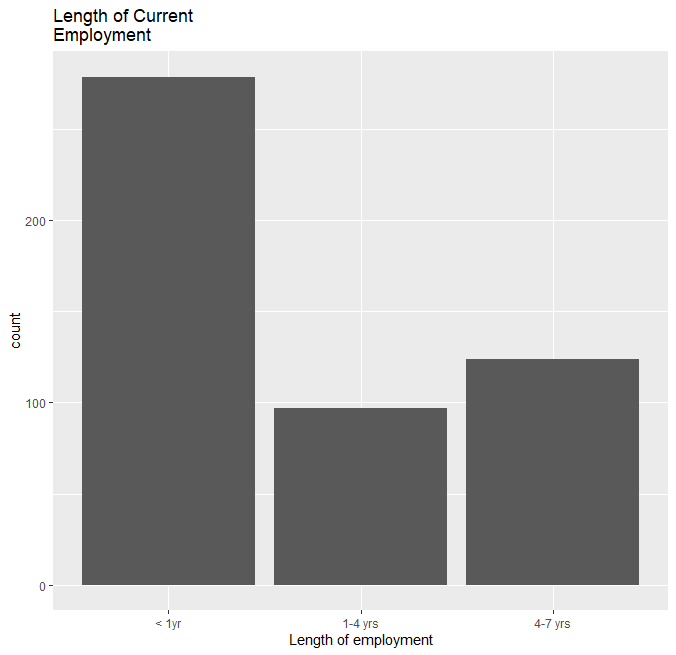 Length of Current
Employment
count
200
100
0
< 1yr
1-4 yrs
4-7 yrs
Length of employment